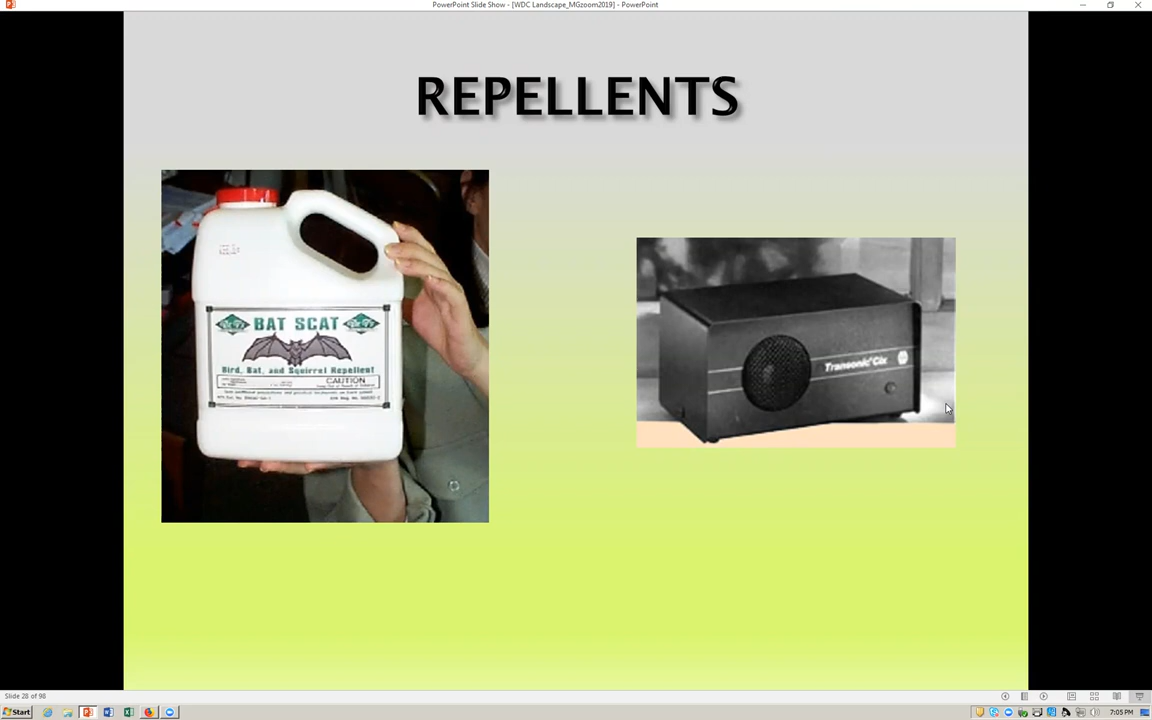 PowerPoint Slide Show - [WDC Landscape_MGzoom2019] - PowerPoint
REPELLENTS
BAT SCAT
Bird, Bat, and Squirrel Repellent
CAUTION
Transonic Cix
Slide 28 of 98
Start
7:05 PM